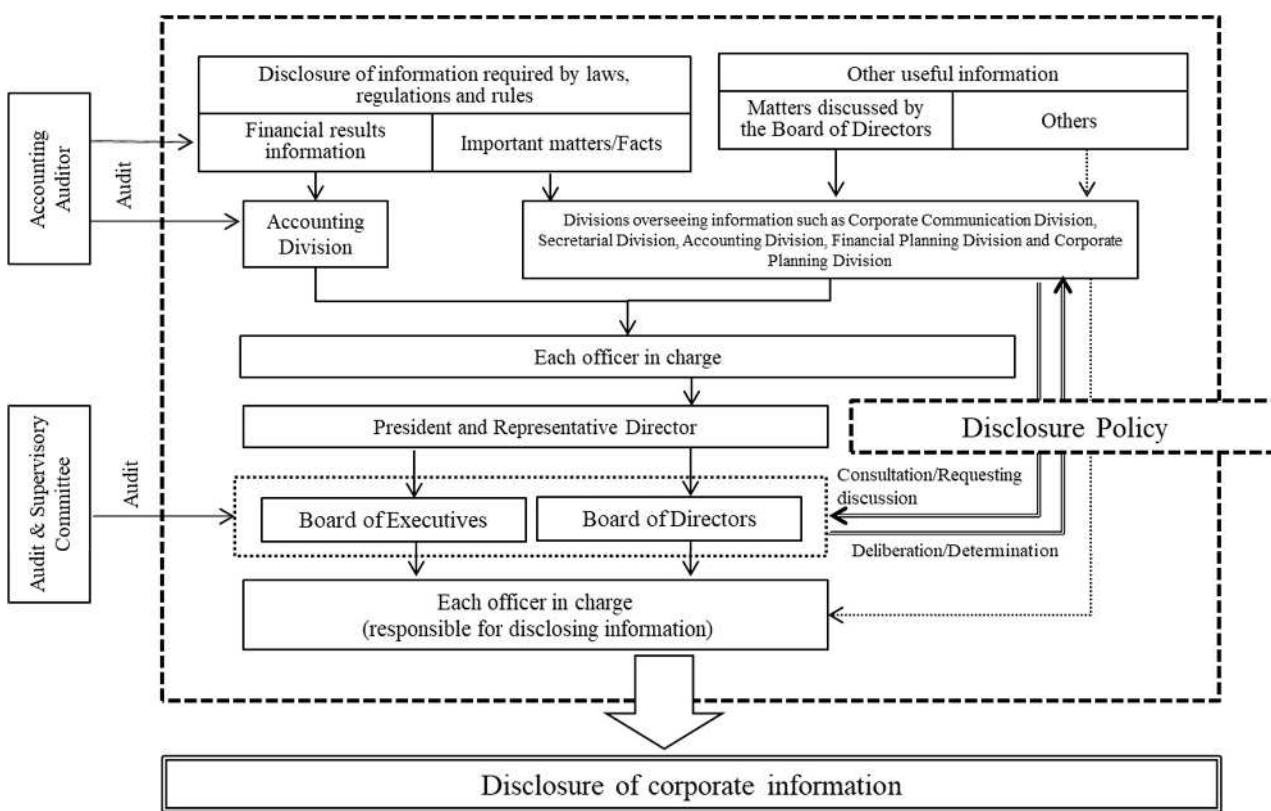 Disclosure of information required by laws,
regulations and rules
Financial results
information
Important matters/Facts
Other useful information
Matters discussed by
the Board of Directors
Others
Accounting
Auditor
Audit
Accounting
Division
Divisions overseeing information such as Corporate Communication Division,
Secretarial Division, Accounting Division, Financial Planning Division and Corporate
Planning Division
Each officer in charge
President and Representative Director
Disclosure Policy
Audit & Supervisory
Committee
Audit
Board of Executives
Board of Directors
Consultation/Requesting
discussion
Deliberation/Determination
Each officer in charge
(responsible for disclosing information)
Disclosure of corporate information